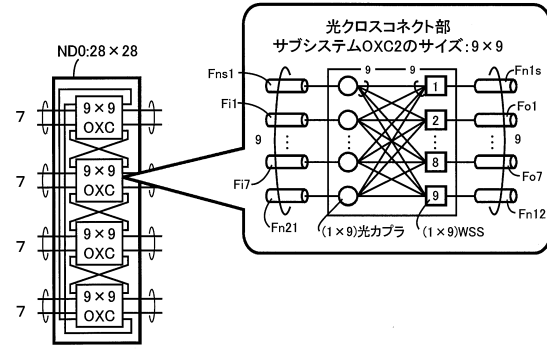 光クロスコネクト部
サブシステムOXC2のサイズ:9×9
ND0:28×28
7
9×9
OXC
7
9×9
OXC
7
9×9
OXC
7
9×9
OXC
Fns1
Fi1
9
⋮
Fi7
Fn21
9
9
⋮
1
2
⋮
8
9
Fn1s
Fo1
⋮
9
Fo7
Fn12
(1×9)光カプラ
(1×9)WSS